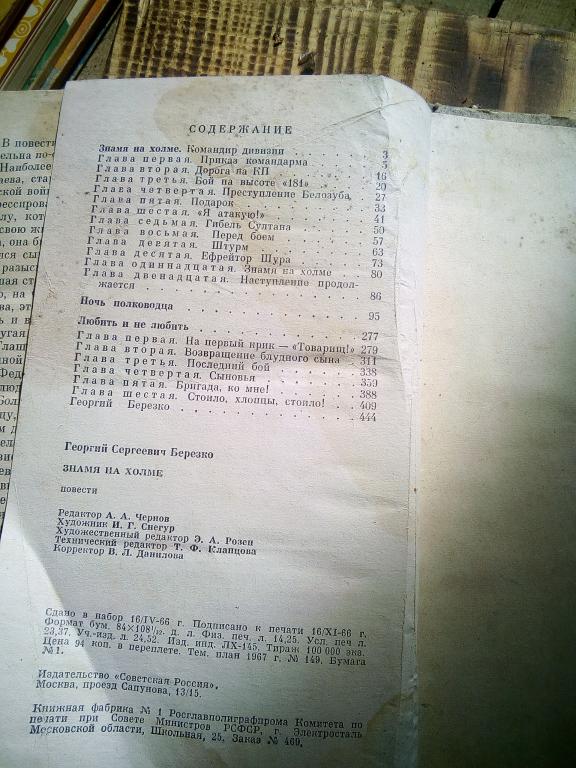 СОДЕРЖАНИЕ
Знамя на холме. Командир дивизии . . . 3
Глава первая. Приказ командарма . . . 5
Глава вторая. Дорога на КП . . . 16
Глава третья. Бой на высоте «181» . . . 20
Глава четвертая. Преступление Белозуба . 27
Глава пятая. Подарок . . . 33
Глава шестая. «Я атакую!» . . . 41
Глава седьмая. Гибель Султана . . . 50
Глава восьмая. Перед боем . . . 57
Глава девятая. Штурм . . . 63
Глава десятая. Ефрейтор Шура . . . 73
Глава одиннадцатая. Знамя на холме . . . 80
Глава двенадцатая. Наступление продол-
жается . . . 86
Ночь полководца . . . 95
Любить и не любить . . . 277
Глава первая. На первый крик — «Товарищ!» 279
Глава вторая. Возвращение блудного сына . 311
Глава третья. Последний бой . . . 338
Глава четвертая. Сыновья . . . 359
Глава пятая. Бригада, ко мне! . . . 388
Глава шестая. Стоило, хлопцы, стоило! . 409
Георгий Березко . . . 444
Георгий Сергеевич Березко
ЗНАМЯ НА ХОЛМЕ
повести
Редактор А. А. Чернов
Художник И. Г. Снегур
Художественный редактор Э. А. Розен
Технический редактор Т. Ф. Клапцова
Корректор В. Л. Данилова
Сдано в набор 16/IV-66 г. Подписано к печати 16/XI-66 г.
Формат бум. 84×108¹/₃₂. д. л. Физ. печ. л. 14,25. Усл. печ. л.
23,37. Уч.-изд. л. 24,52. Изд. инд. ЛХ-145. Тираж 100 000 экз.
Цена 94 коп. в переплете. Тем. план 1967 г. № 149. Бумага
№ 1.
Издательство «Советская Россия».
Москва, проезд Сапунова, 13/15.
Книжная фабрика № 1 Росглавполиграфпрома Комитета по
печати при Совете Министров РСФСР, г. Электросталь
Московской области, Школьная, 25. Заказ № 469.